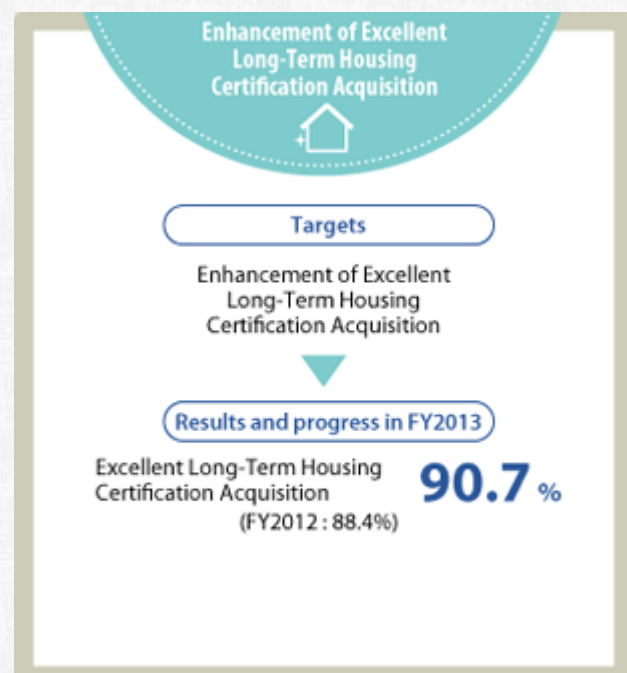 Enhancement of Excellent
Long-Term Housing
Certification Acquisition
Targets
Enhancement of Excellent
Long-Term Housing
Certification Acquisition
Results and progress in FY2013
Excellent Long-Term Housing
Certification Acquisition
90.7 %
(FY2012 : 88.4%)